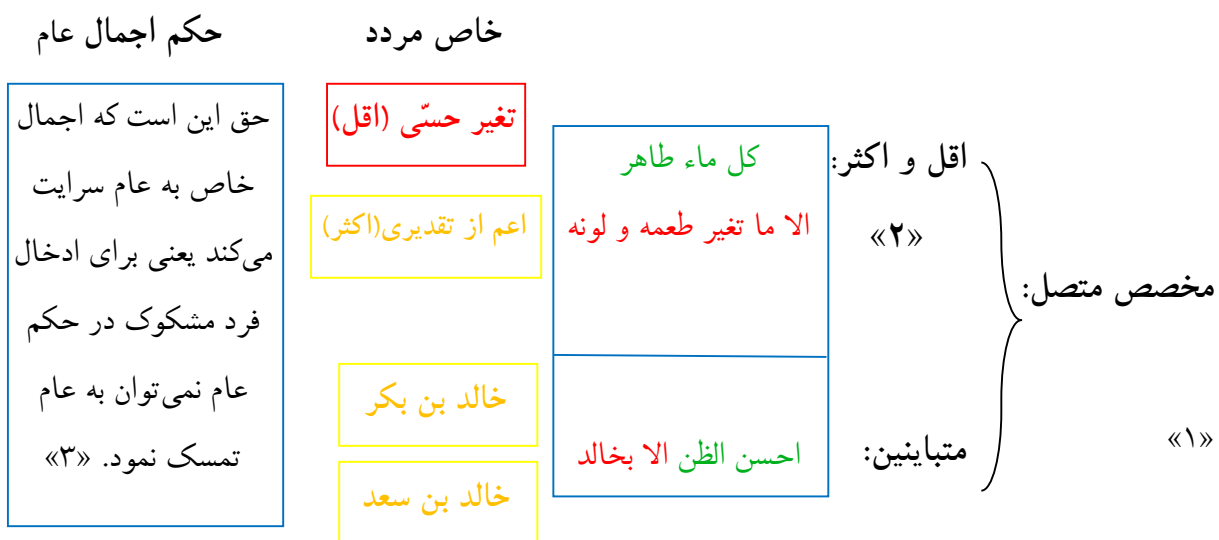 خاص مردد
حکم اجمال عام
مخصص متصل:
«۱»
اقل و اکثر:
«۲»
کل ماء طاهر
الا ما تغیر طعمه و لونه
تغیر حسّی (اقل)
اعم از تقدیری(اکثر)
متباینین:
احسن الظن الا بخالد
خالد بن بکر
خالد بن سعد
حق این است که اجمال
خاص به عام سرایت
می‌کند یعنی برای ادخال
فرد مشکوک در حکم
عام نمی‌توان به عام
تمسک نمود. «۳»